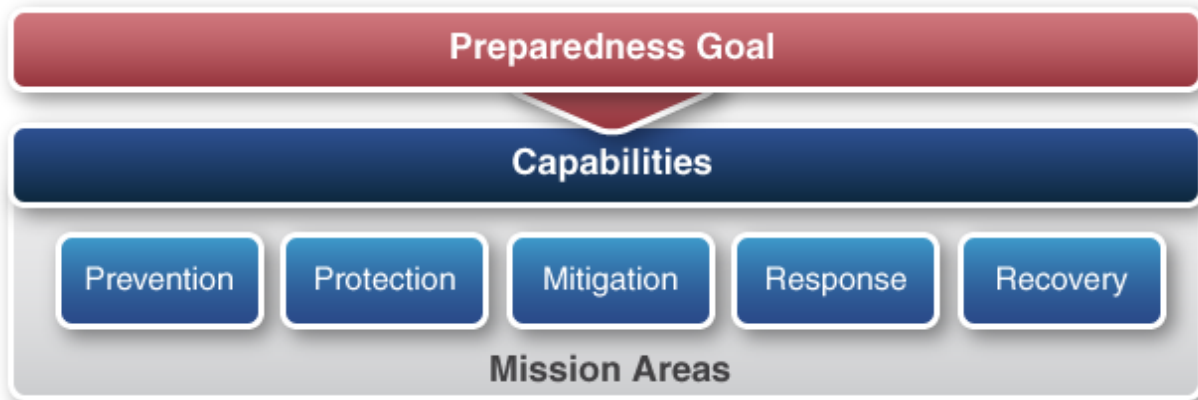 Preparedness Goal
Capabilities
Prevention Protection Mitigation Response Recovery
Mission Areas